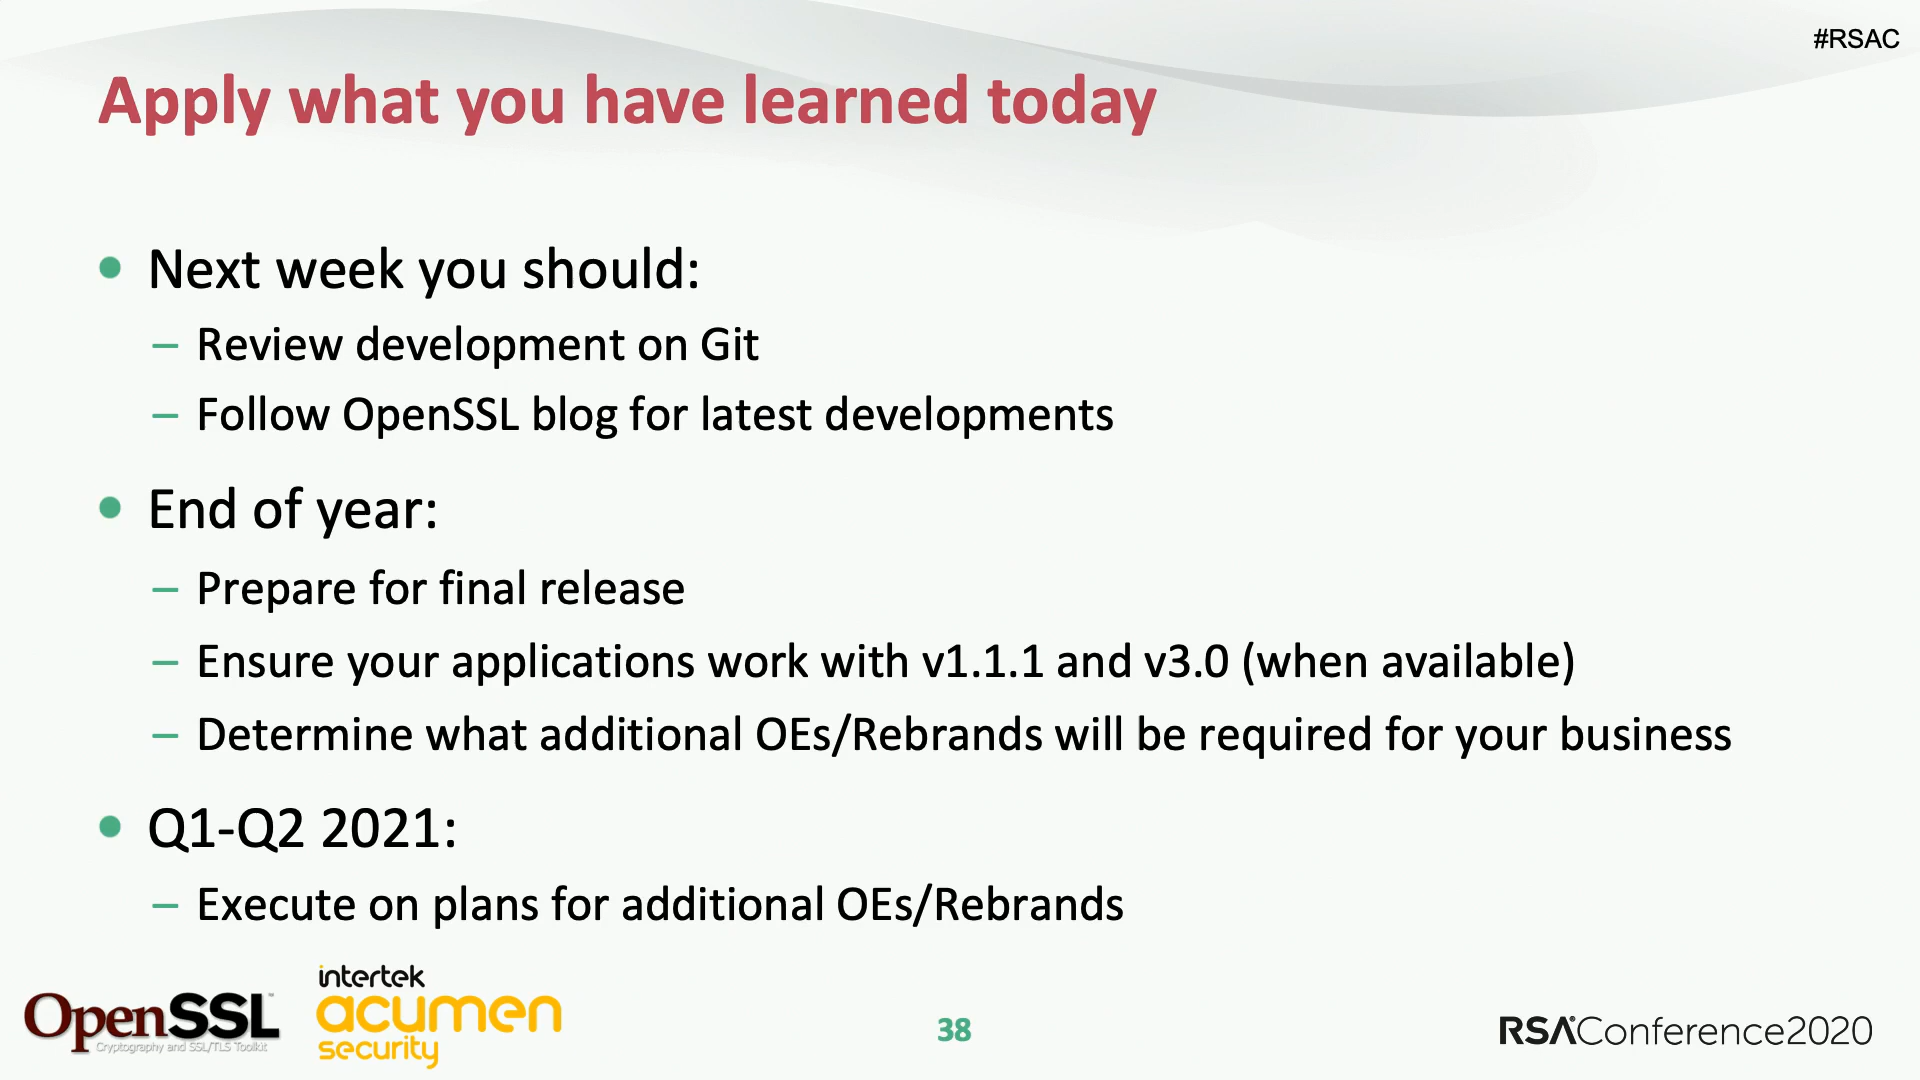 #RSAC
Apply what you have learned today
• Next week you should:
– Review development on Git
– Follow OpenSSL blog for latest developments
• End of year:
– Prepare for final release
– Ensure your applications work with v1.1.1 and v3.0 (when available)
– Determine what additional OEs/Rebrands will be required for your business
• Q1-Q2 2021:
– Execute on plans for additional OEs/Rebrands
OpenSSL™
Cryptography and SSL/TLS Toolkit
intertek
acumen
security
38
RSA®Conference2020